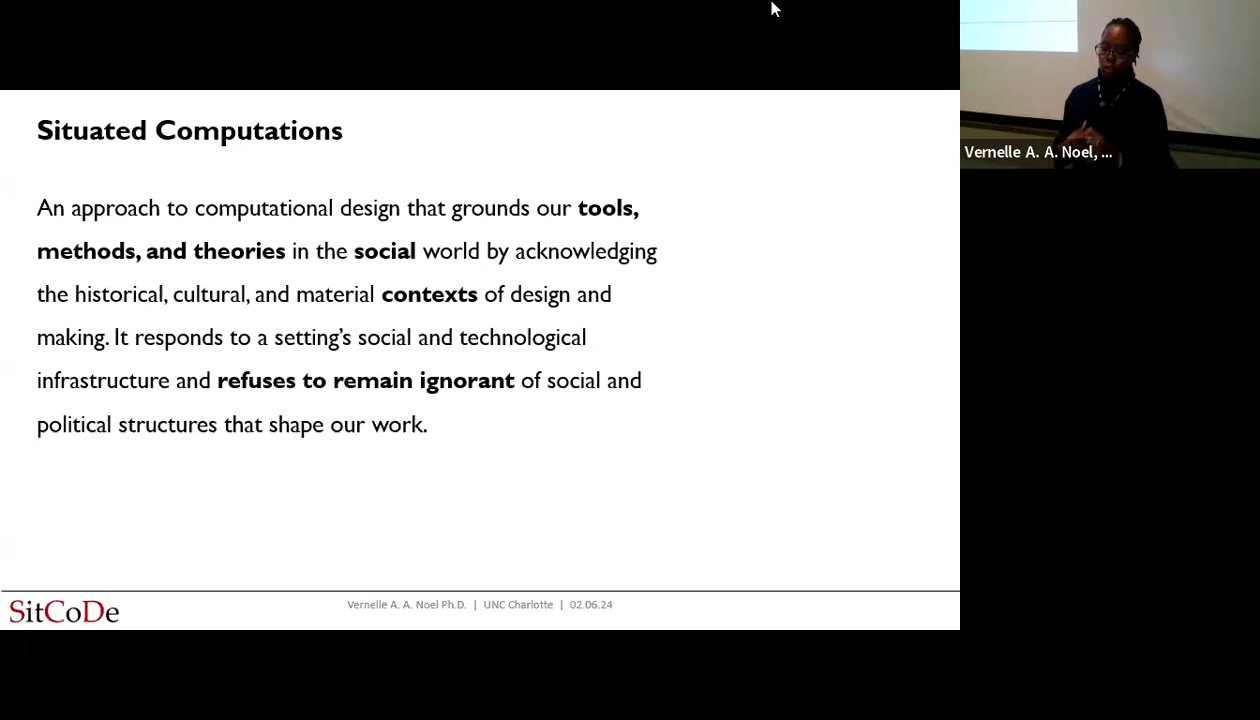 Situated Computations
An approach to computational design that grounds our tools,
methods, and theories in the social world by acknowledging
the historical, cultural, and material contexts of design and
making. It responds to a setting's social and technological
infrastructure and refuses to remain ignorant of social and
political structures that shape our work.
SitCoDe
Vernelle A. A. Noel Ph.D. | UNC Charlotte | 02.06.24
Vernelle A. A. Noel, ...